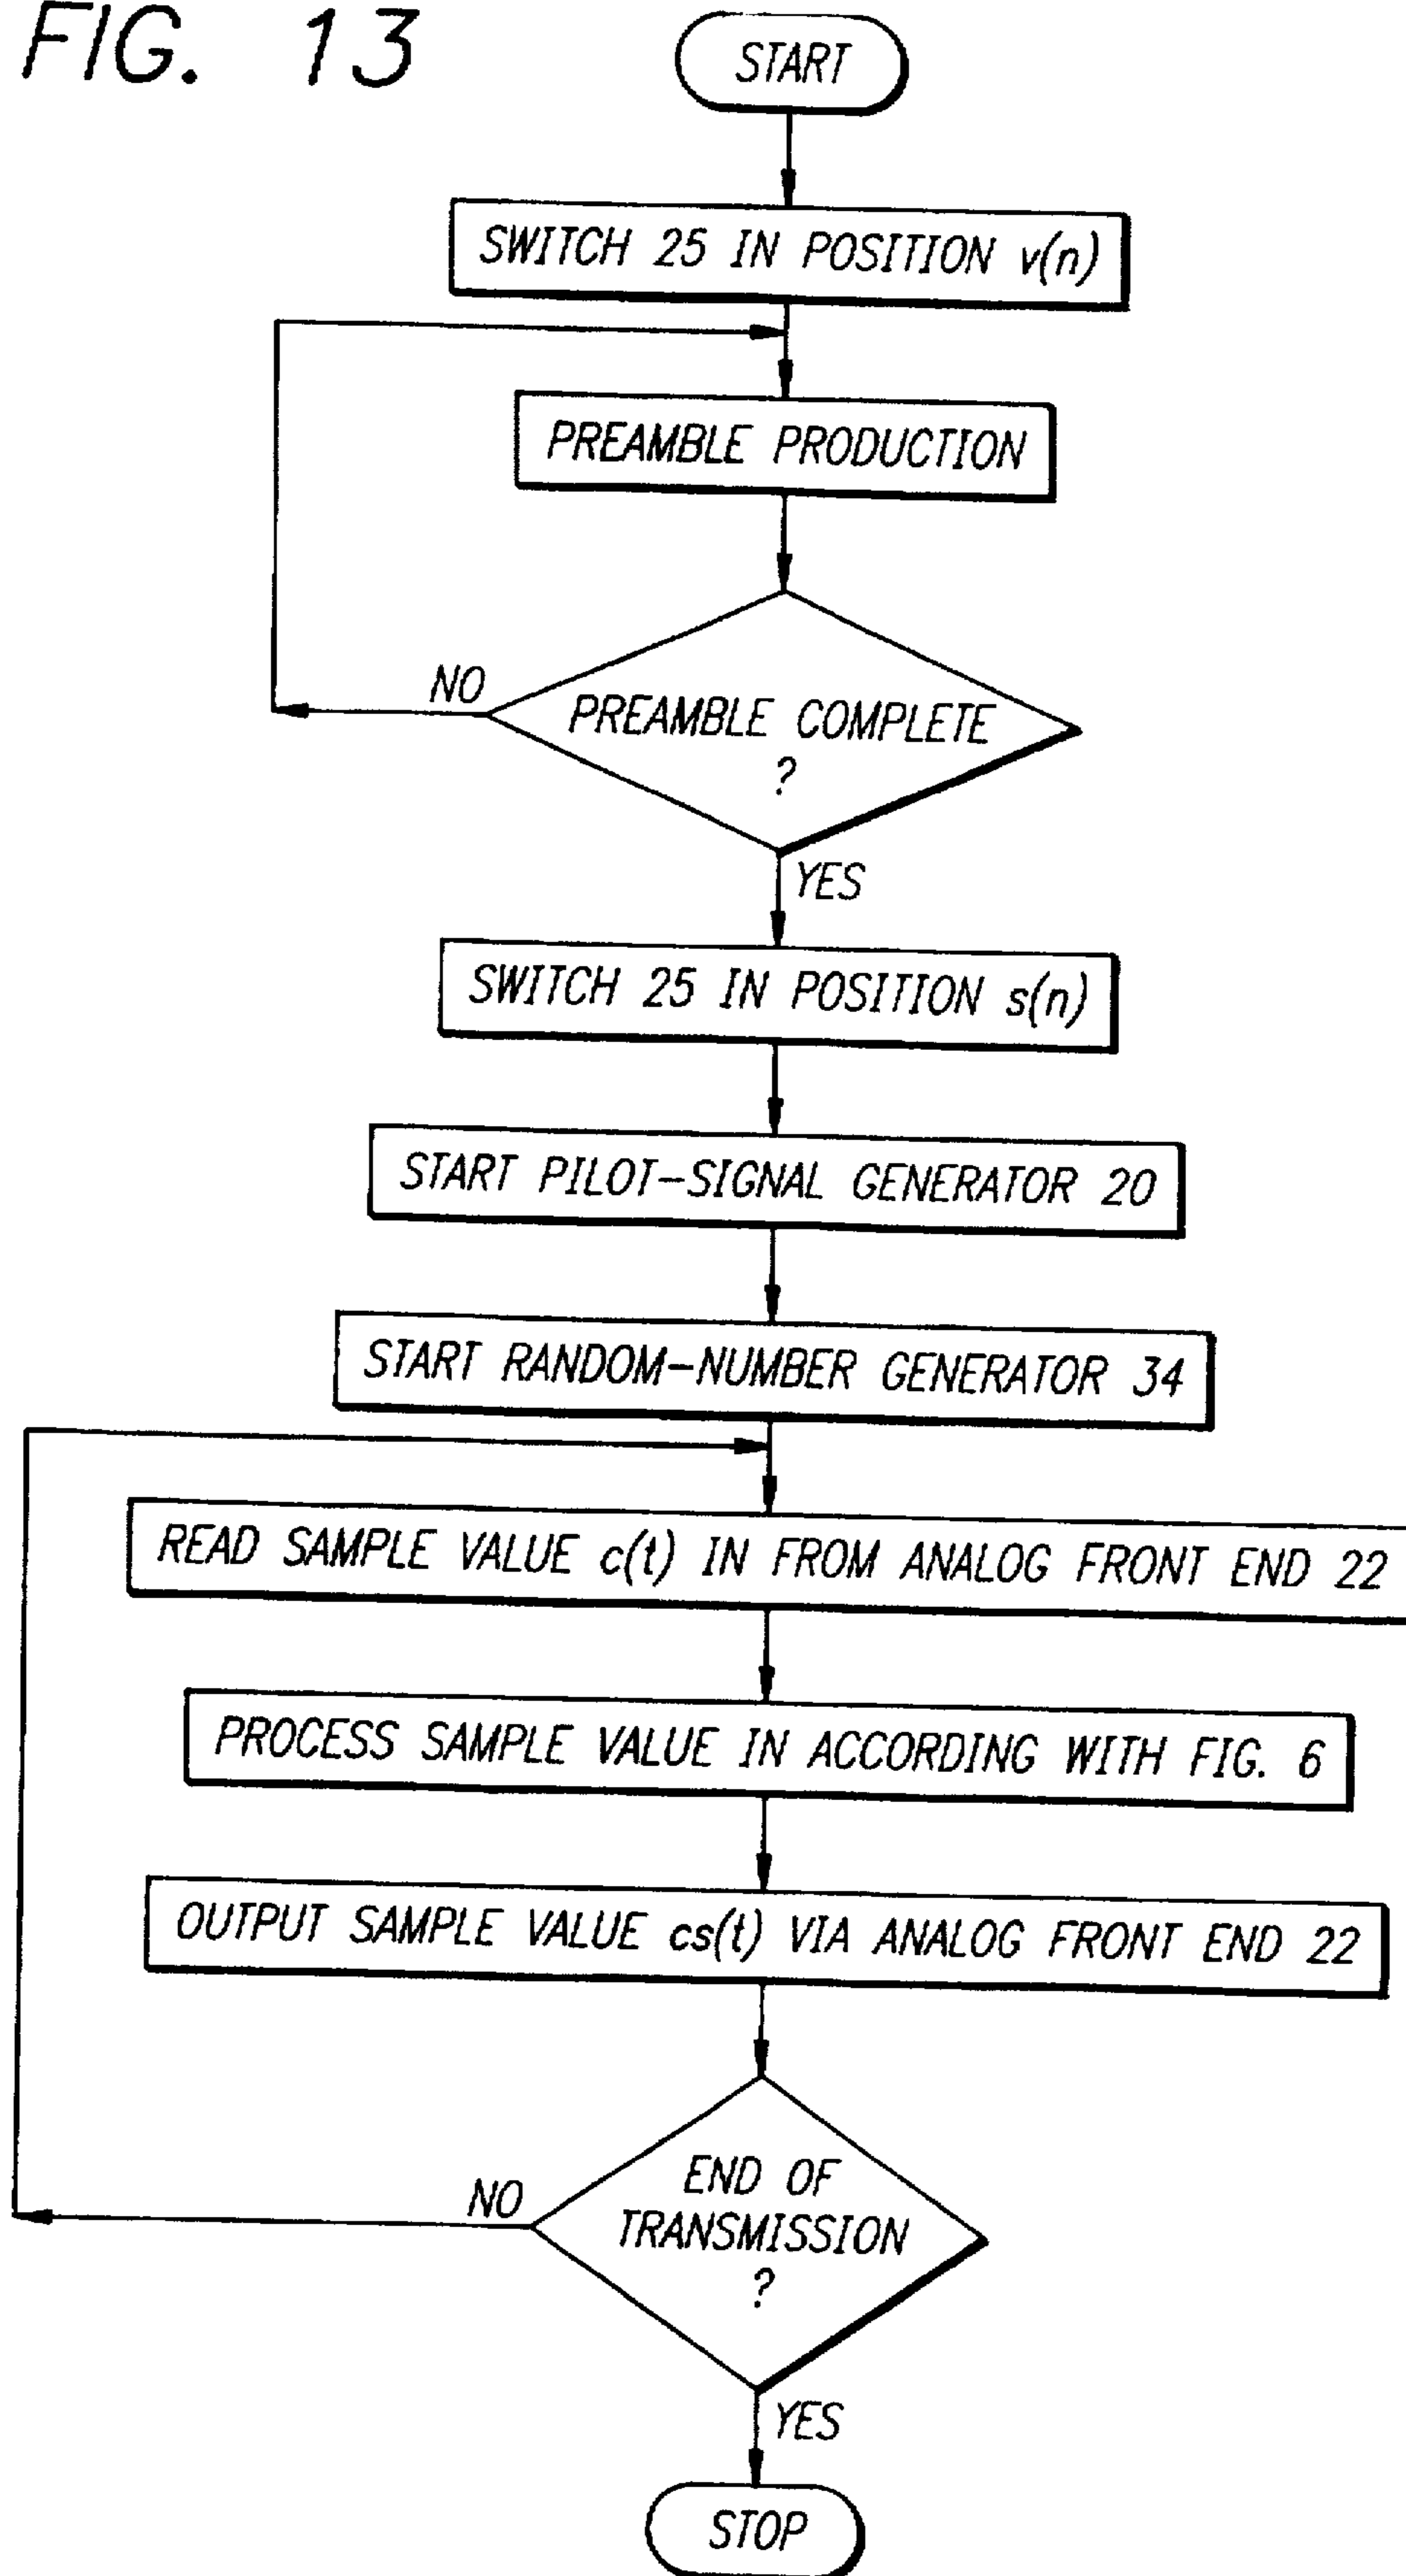 FIG. 13
START
SWITCH 25 IN POSITION v(n)
PREAMBLE PRODUCTION
NO
PREAMBLE COMPLETE
?
YES
SWITCH 25 IN POSITION s(n)
START PILOT-SIGNAL GENERATOR 20
START RANDOM-NUMBER GENERATOR 34
READ SAMPLE VALUE c(t) IN FROM ANALOG FRONT END 22
PROCESS SAMPLE VALUE IN ACCORDING WITH FIG. 6
OUTPUT SAMPLE VALUE cs(t) VIA ANALOG FRONT END 22
NO
END OF
TRANSMISSION
?
YES
STOP